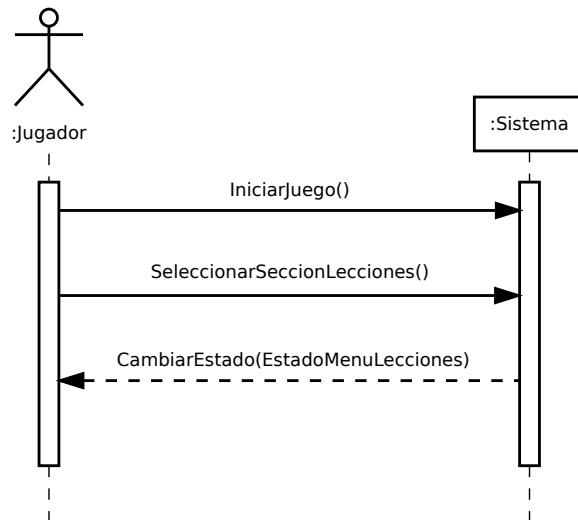 :Jugador
:Sistema
IniciarJuego()
SeleccionarSeccionLecciones()
CambiarEstado(EstadoMenuLecciones)